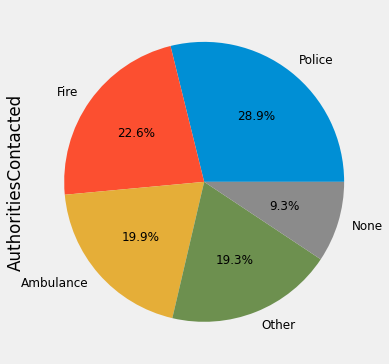 Police
Fire
28.9%
22.6%
AuthoritiesContacted
9.3%
None
19.9%
19.3%
Ambulance
Other